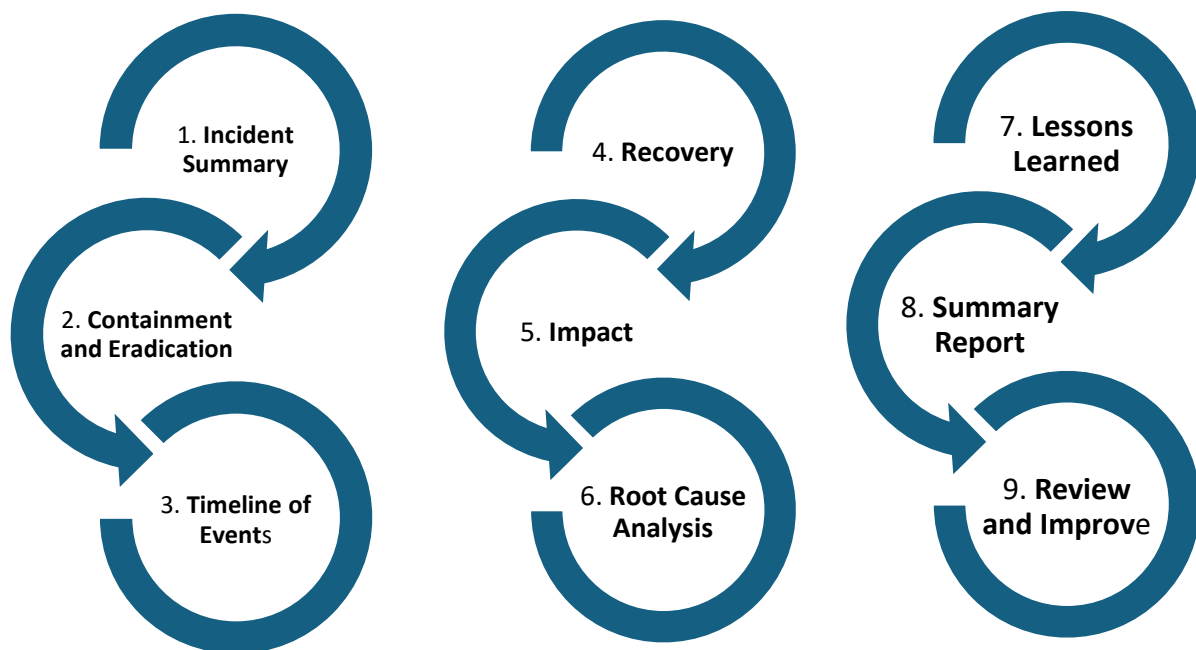 1. Incident
Summary
2. Containment
and Eradication
3. Timeline of
Events
4. Recovery
5. Impact
6. Root Cause
Analysis
7. Lessons
Learned
8. Summary
Report
9. Review
and Improve